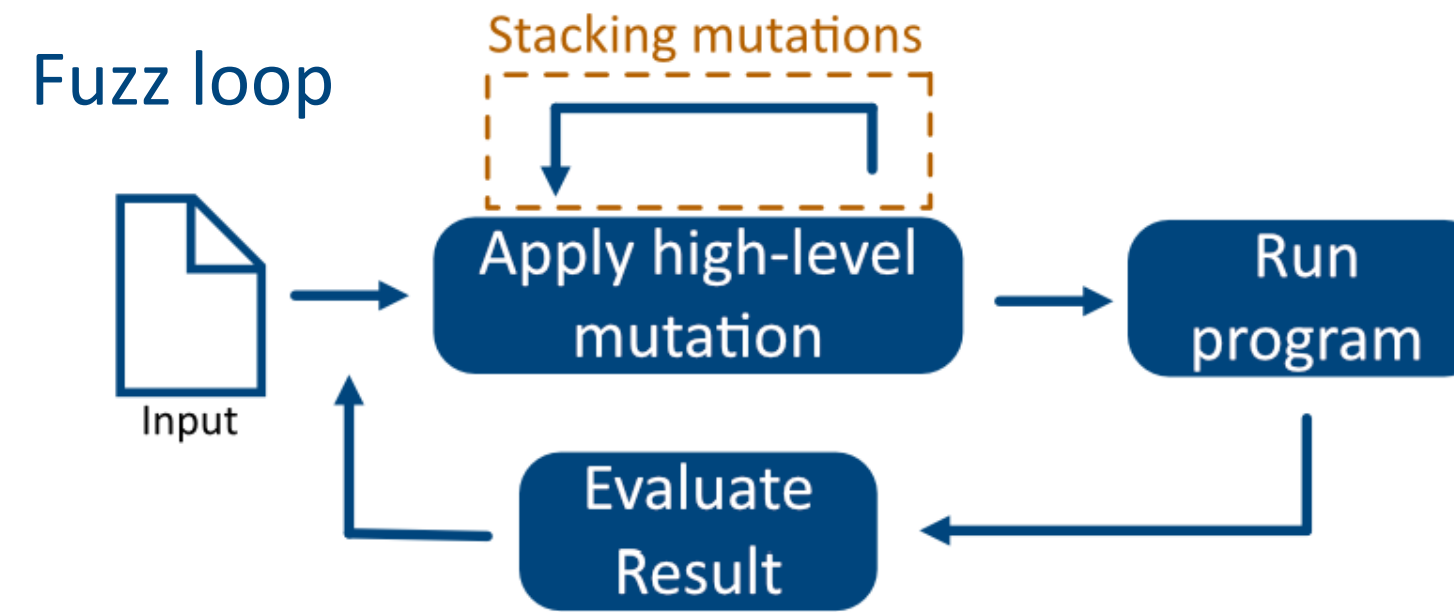 Stacking mutations
Fuzz loop
Apply high-level
mutation
Run
program
Input
Evaluate
Result